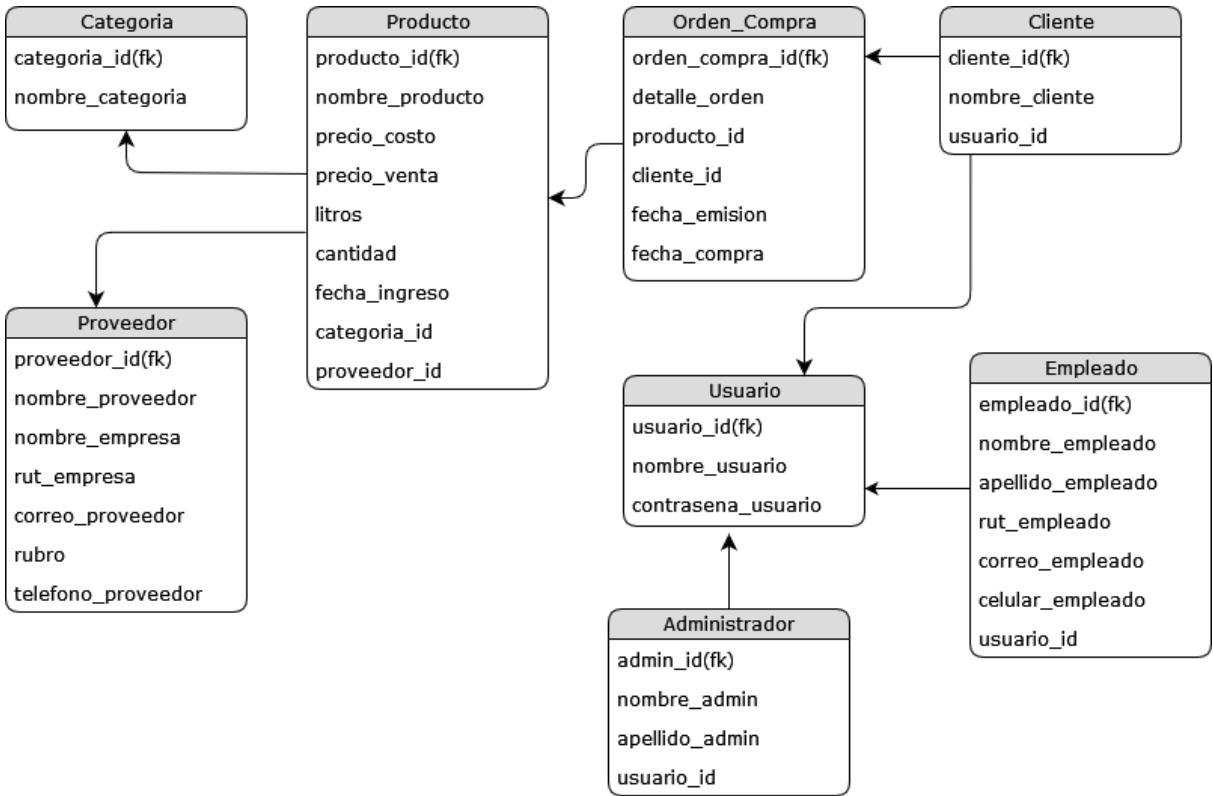 Categoria
categoria_id(fk)
nombre_categoria
Producto
producto_id(fk)
nombre_producto
precio_costo
precio_venta
litros
cantidad
fecha_ingreso
categoria_id
proveedor_id
Orden_Compra
orden_compra_id(fk)
detalle_orden
producto_id
cliente_id
fecha_emision
fecha_compra
Cliente
cliente_id(fk)
nombre_cliente
usuario_id
Proveedor
proveedor_id(fk)
nombre_proveedor
nombre_empresa
rut_empresa
correo_proveedor
rubro
telefono_proveedor
Usuario
usuario_id(fk)
nombre_usuario
contrasena_usuario
Empleado
empleado_id(fk)
nombre_empleado
apellido_empleado
rut_empleado
correo_empleado
celular_empleado
usuario_id
Administrador
admin_id(fk)
nombre_admin
apellido_admin
usuario_id